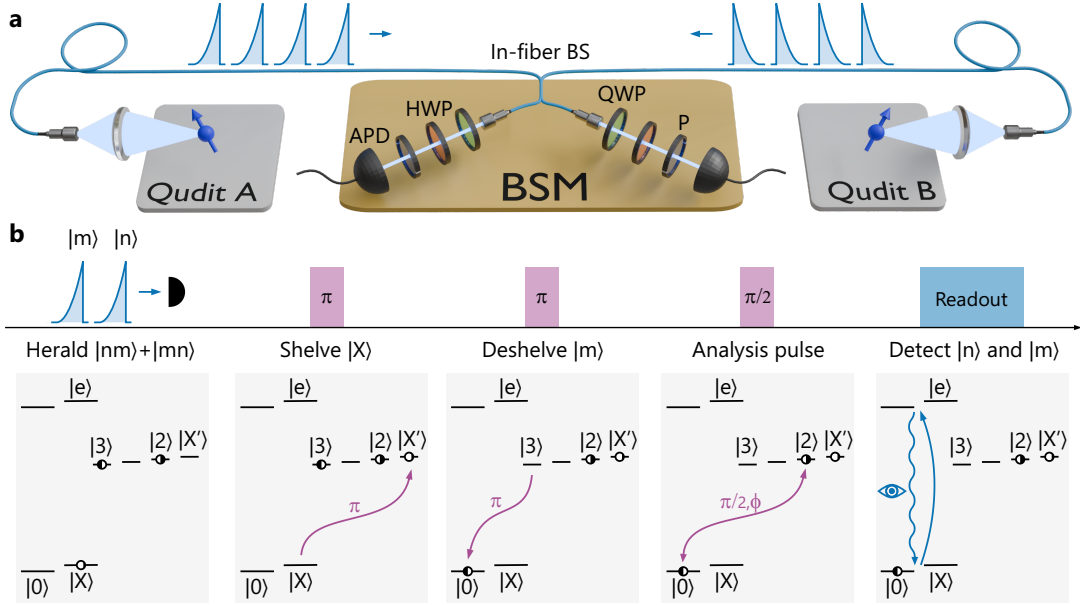 a
In-fiber BS
APD
HWP
QWP
P
Qudit A
BSM
Qudit B
b
|m⟩ |n⟩
π
π
π/2
Readout
Herald |nm⟩+|mn⟩
Shelve |X⟩
Deshelve |m⟩
Analysis pulse
Detect |n⟩ and |m⟩
|e⟩
|3⟩
|2⟩
|X'⟩
|0⟩
|X⟩
|e⟩
|3⟩
|2⟩
|X'⟩
π
|0⟩
|X⟩
|e⟩
|3⟩
|2⟩
|X'⟩
π
|0⟩
|X⟩
|e⟩
|3⟩
|2⟩
|X'⟩
π/2,ϕ
|0⟩
|X⟩
|e⟩
|3⟩
|2⟩
|X'⟩
|0⟩
|X⟩